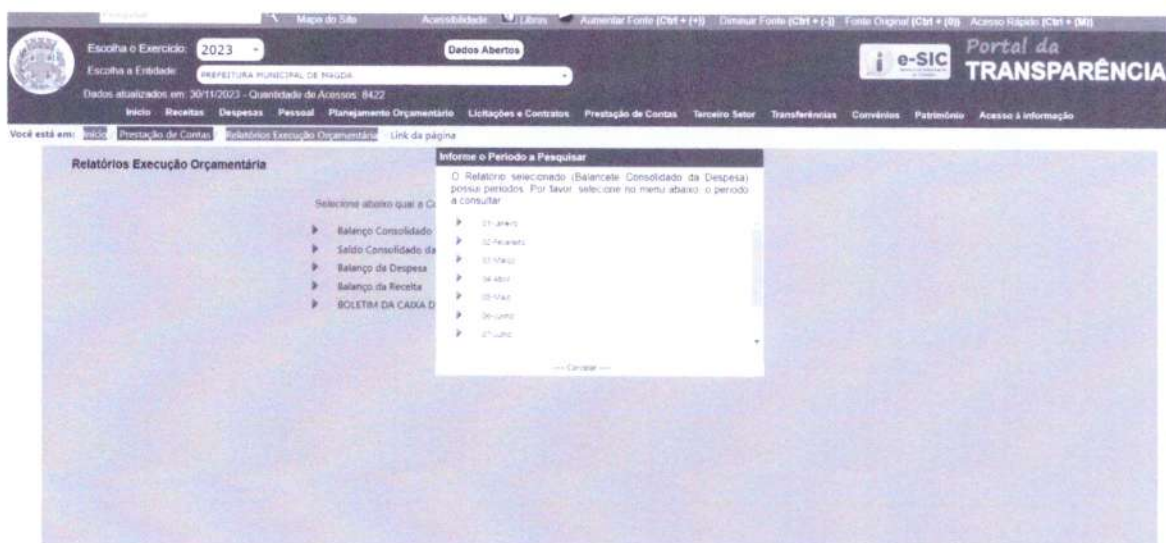 Pesquisar Mapa do Site Acessibilidade Libras Aumentar Fonte (Ctrl + (+)) Diminuir Fonte (Ctrl + (-)) Fonte Original (Ctrl + (0)) Acesso Rápido (Ctrl + (M))
Escolha o Exercício: 2023 Dados Abertos
Escolha a Entidade: PREFEITURA MUNICIPAL DE MAGDA
i e-SIC
Portal da
TRANSPARÊNCIA
Dados atualizados em: 30/11/2023 - Quantidade de Acessos: 8422
Início Receitas Despesas Pessoal Planejamento Orçamentário Licitações e Contratos Prestação de Contas Terceiro Setor Transferências Convênios Patrimônio Acesso à informação
Você está em: Início Prestação de Contas Relatórios Execução Orçamentária Link da página
Relatórios Execução Orçamentária
Selecione abaixo qual a Co
Balanço Consolidado
Saldo Consolidado da
Balanço da Despesa
Balanço da Receita
BOLETIM DA CAIXA D
Informe o Periodo a Pesquisar
O Relatório selecionado (Balancete Consolidado da Despesa)
possui periodos. Por favor, selecione no menu abaixo, o periodo
a consultar
01-Janeiro
02-Fevereiro
03-Março
04-Abril
05-Maio
06-Junho
07-Julho
---- Cancelar ----